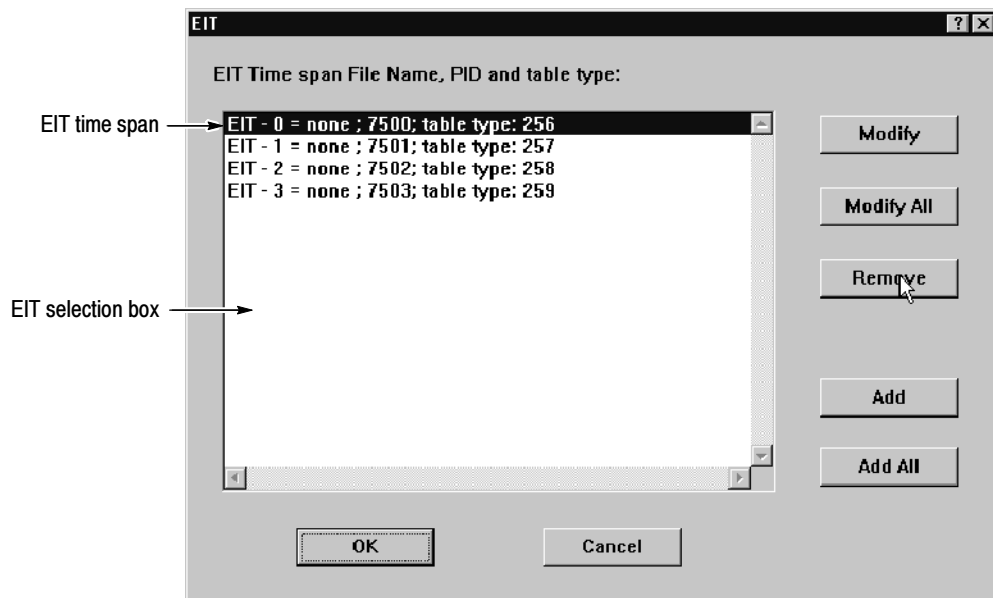 EIT
EIT Time span File Name, PID and table type:
EIT time span
EIT - 0 = none ; 7500; table type: 256
EIT - 1 = none ; 7501; table type: 257
EIT - 2 = none ; 7502; table type: 258
EIT - 3 = none ; 7503; table type: 259
EIT selection box
Modify
Modify All
Remove
Add
Add All
OK
Cancel